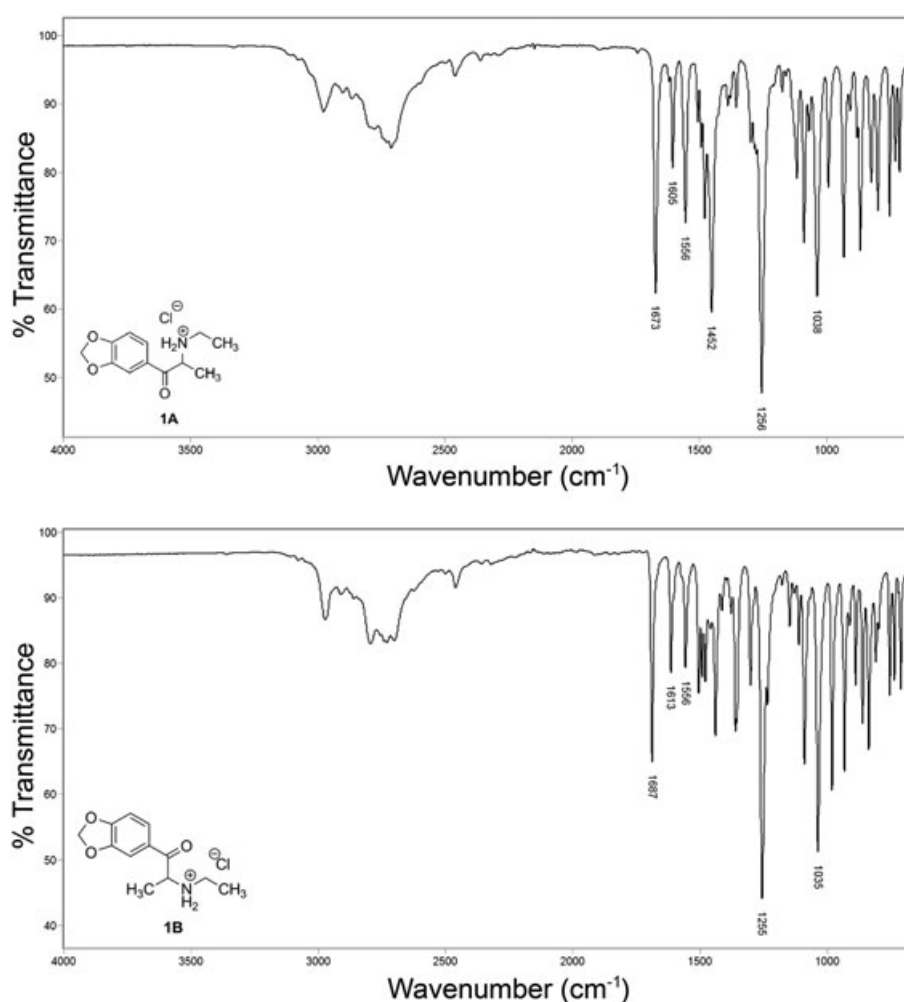 100
90
80
70
60
50
% Transmittance
1673
1605
1556
1452
1256
1038
Cl⊖
O
O
H₂N⊕
CH₃
O
CH₃
1A
4000
3500
3000
2500
2000
1500
1000
Wavenumber (cm⁻¹)
100
90
80
70
60
50
40
% Transmittance
1687
1613
1556
1255
1035
O
O
O
⊖Cl
H₃C
⊕N
H₂
CH₃
1B
4000
3500
3000
2500
2000
1500
1000
Wavenumber (cm⁻¹)